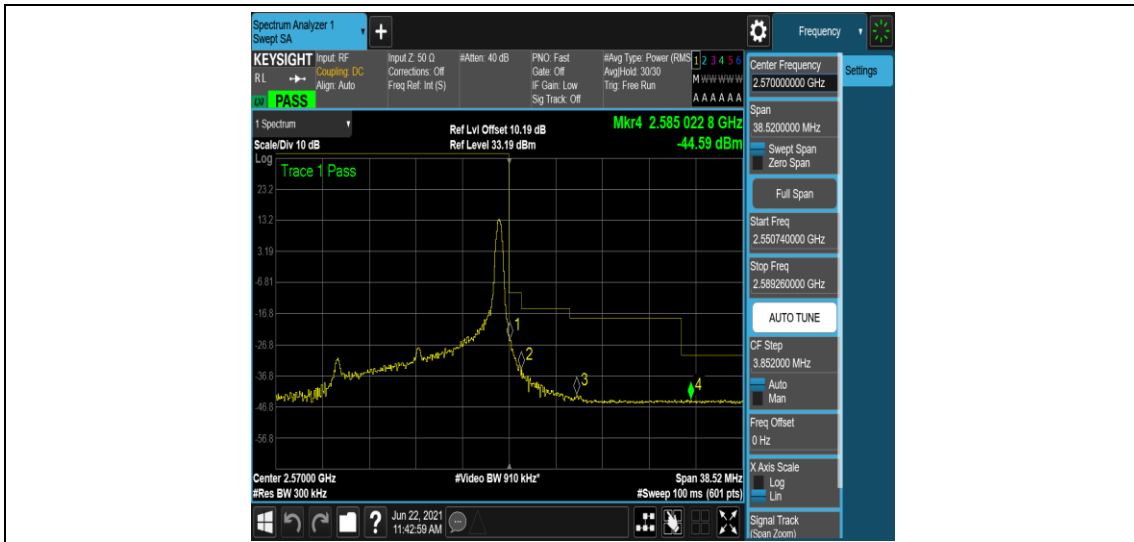 Spectrum Analyzer 1
Swept SA
+
Frequency
KEYSIGHT
RL
LXI
PASS
Input: RF
Coupling: DC
Align: Auto
Input Z: 50 Ω
Corrections: Off
Freq Ref: Int (S)
#Atten: 40 dB
PNO: Fast
Gate: Off
IF Gain: Low
Sig Track: Off
#Avg Type: Power (RMS
Avg|Hold: 30/30
Trig: Free Run
1 2 3 4 5 6
M W W W W W
A A A A A A
1 Spectrum
Scale/Div 10 dB
Ref Lvl Offset 10.19 dB
Ref Level 33.19 dBm
Mkr4 2.585 022 8 GHz
-44.59 dBm
Log
Trace 1 Pass
23.2
13.2
3.19
-6.81
-16.8
-26.8
-36.8
-46.8
-56.8
1
2
3
4
Center 2.57000 GHz
#Res BW 300 kHz
#Video BW 910 kHz*
Span 38.52 MHz
#Sweep 100 ms (601 pts)
Center Frequency
2.570000000 GHz
Settings
Span
38.5200000 MHz
Swept Span
Zero Span
Full Span
Start Freq
2.550740000 GHz
Stop Freq
2.589260000 GHz
AUTO TUNE
CF Step
3.852000 MHz
Auto
Man
Freq Offset
0 Hz
X Axis Scale
Log
Lin
Signal Track
(Span Zoom)
?
Jun 22, 2021
11:42:59 AM